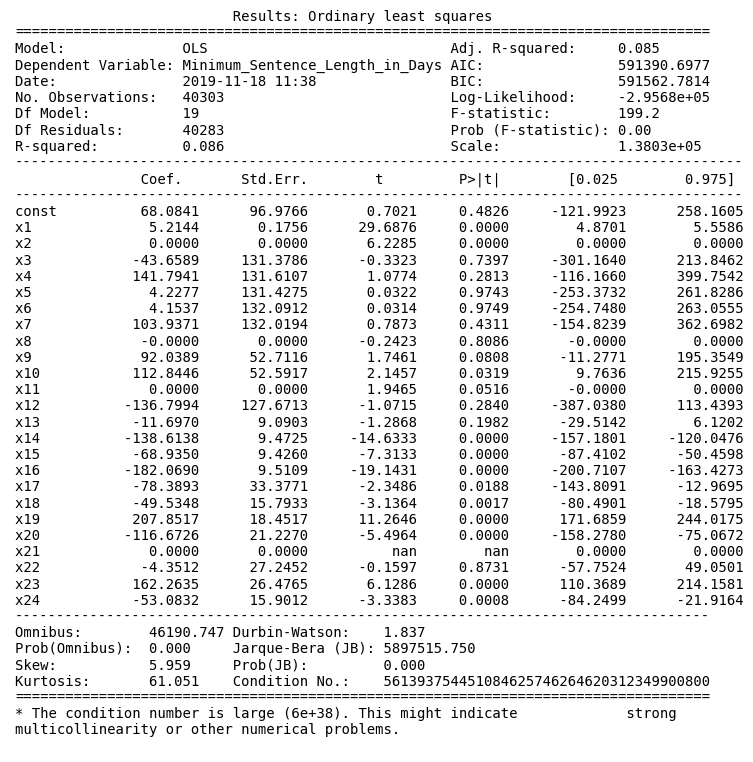 Results: Ordinary least squares
===================================================================================
Model: OLS Adj. R-squared: 0.085
Dependent Variable: Minimum_Sentence_Length_in_Days AIC: 591390.6977
Date: 2019-11-18 11:38 BIC: 591562.7814
No. Observations: 40303 Log-Likelihood: -2.9568e+05
Df Model: 19 F-statistic: 199.2
Df Residuals: 40283 Prob (F-statistic): 0.00
R-squared: 0.086 Scale: 1.3803e+05
---------------------------------------------------------------------------------------
Coef. Std.Err. t P>|t| [0.025 0.975]
---------------------------------------------------------------------------------------
const 68.0841 96.9766 0.7021 0.4826 -121.9923 258.1605
x1 5.2144 0.1756 29.6876 0.0000 4.8701 5.5586
x2 0.0000 0.0000 6.2285 0.0000 0.0000 0.0000
x3 -43.6589 131.3786 -0.3323 0.7397 -301.1640 213.8462
x4 141.7941 131.6107 1.0774 0.2813 -116.1660 399.7542
x5 4.2277 131.4275 0.0322 0.9743 -253.3732 261.8286
x6 4.1537 132.0912 0.0314 0.9749 -254.7480 263.0555
x7 103.9371 132.0194 0.7873 0.4311 -154.8239 362.6982
x8 -0.0000 0.0000 -0.2423 0.8086 -0.0000 0.0000
x9 92.0389 52.7116 1.7461 0.0808 -11.2771 195.3549
x10 112.8446 52.5917 2.1457 0.0319 9.7636 215.9255
x11 0.0000 0.0000 1.9465 0.0516 -0.0000 0.0000
x12 -136.7994 127.6713 -1.0715 0.2840 -387.0380 113.4393
x13 -11.6970 9.0903 -1.2868 0.1982 -29.5142 6.1202
x14 -138.6138 9.4725 -14.6333 0.0000 -157.1801 -120.0476
x15 -68.9350 9.4260 -7.3133 0.0000 -87.4102 -50.4598
x16 -182.0690 9.5109 -19.1431 0.0000 -200.7107 -163.4273
x17 -78.3893 33.3771 -2.3486 0.0188 -143.8091 -12.9695
x18 -49.5348 15.7933 -3.1364 0.0017 -80.4901 -18.5795
x19 207.8517 18.4517 11.2646 0.0000 171.6859 244.0175
x20 -116.6726 21.2270 -5.4964 0.0000 -158.2780 -75.0672
x21 0.0000 0.0000 nan nan 0.0000 0.0000
x22 -4.3512 27.2452 -0.1597 0.8731 -57.7524 49.0501
x23 162.2635 26.4765 6.1286 0.0000 110.3689 214.1581
x24 -53.0832 15.9012 -3.3383 0.0008 -84.2499 -21.9164
-----------------------------------------------------------------------------------
Omnibus: 46190.747 Durbin-Watson: 1.837
Prob(Omnibus): 0.000 Jarque-Bera (JB): 5897515.750
Skew: 5.959 Prob(JB): 0.000
Kurtosis: 61.051 Condition No.: 561393754451084625746264620312349900800
===================================================================================
* The condition number is large (6e+38). This might indicate strong
multicollinearity or other numerical problems.